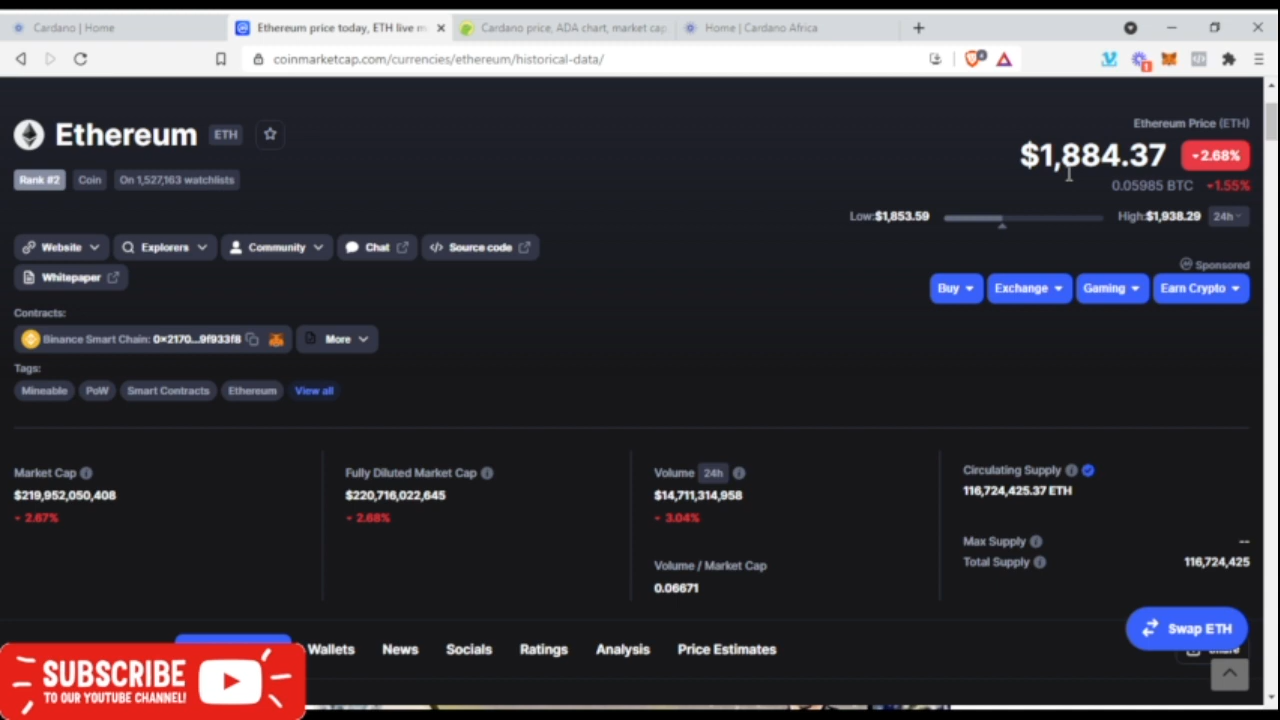 Cardano | Home
Ethereum price today, ETH live m
Cardano price, ADA chart, market cap
Home | Cardano Africa
coinmarketcap.com/currencies/ethereum/historical-data/
Ethereum ETH
Ethereum Price (ETH)
$1,884.37 2.68%
Rank #2 Coin On 1,527,163 watchlists
0.05985 BTC 1.55%
Low:$1,853.59 High:$1,938.29 24h
Website Explorers Community Chat Source code
Whitepaper
Sponsored
Buy Exchange Gaming Earn Crypto
Contracts:
Binance Smart Chain: 0x2170...9f933f8 More
Tags:
Mineable PoW Smart Contracts Ethereum View all
Market Cap
$219,952,050,408
2.67%
Fully Diluted Market Cap
$220,716,022,645
2.68%
Volume 24h
$14,711,314,958
3.04%
Volume / Market Cap
0.06671
Circulating Supply
116,724,425.37 ETH
Max Supply --
Total Supply 116,724,425
Swap ETH
Wallets News Socials Ratings Analysis Price Estimates
Share
SUBSCRIBE
TO OUR YOUTUBE CHANNEL!